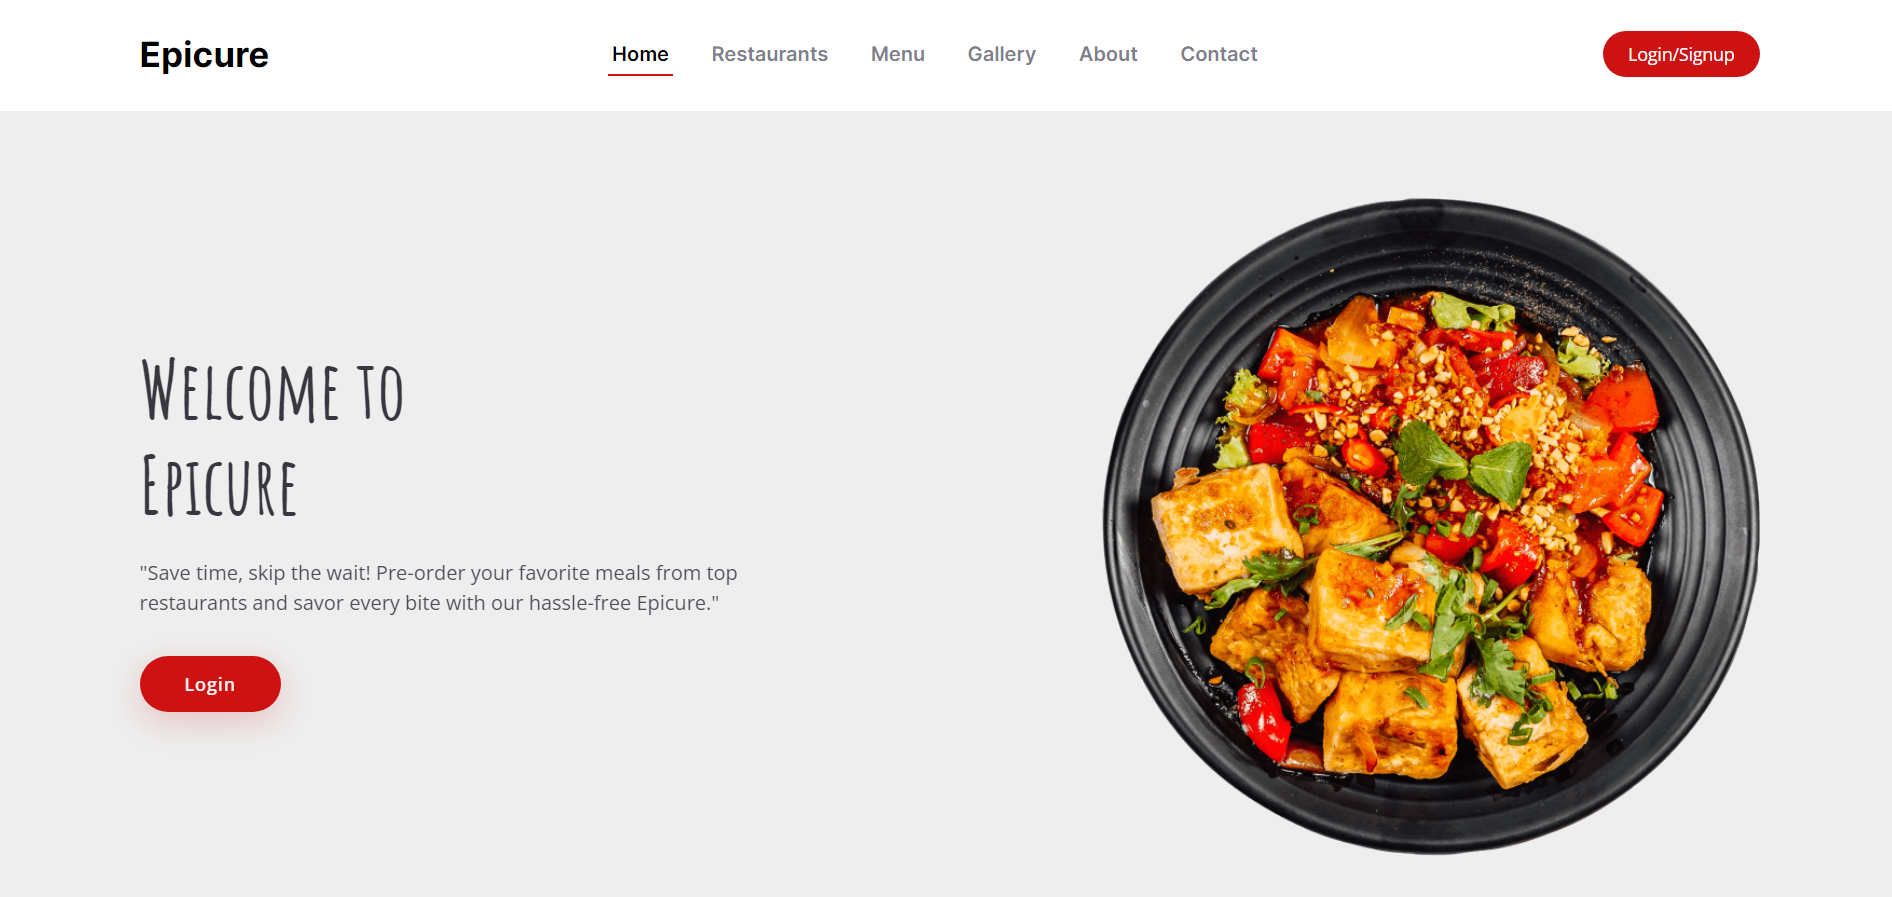 Epicure
Home Restaurants Menu Gallery About Contact
Login/Signup
Welcome to
Epicure
"Save time, skip the wait! Pre-order your favorite meals from top
restaurants and savor every bite with our hassle-free Epicure."
Login